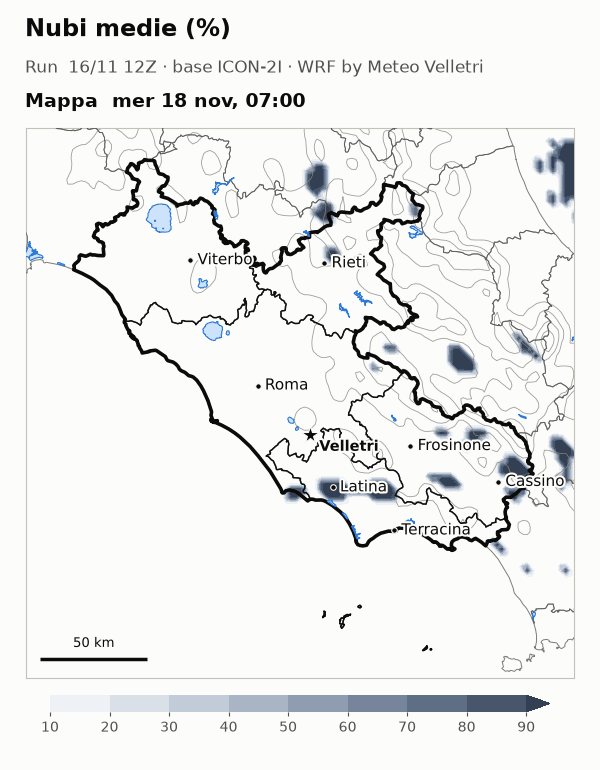 Nubi medie (%)
Run  16/11 12Z · base ICON-2I · WRF by Meteo Velletri
Mappa  mer 18 nov, 07:00
Viterbo
Rieti
Roma
Velletri
Frosinone
Cassino
Latina
Terracina
50 km
10 20 30 40 50 60 70 80 90